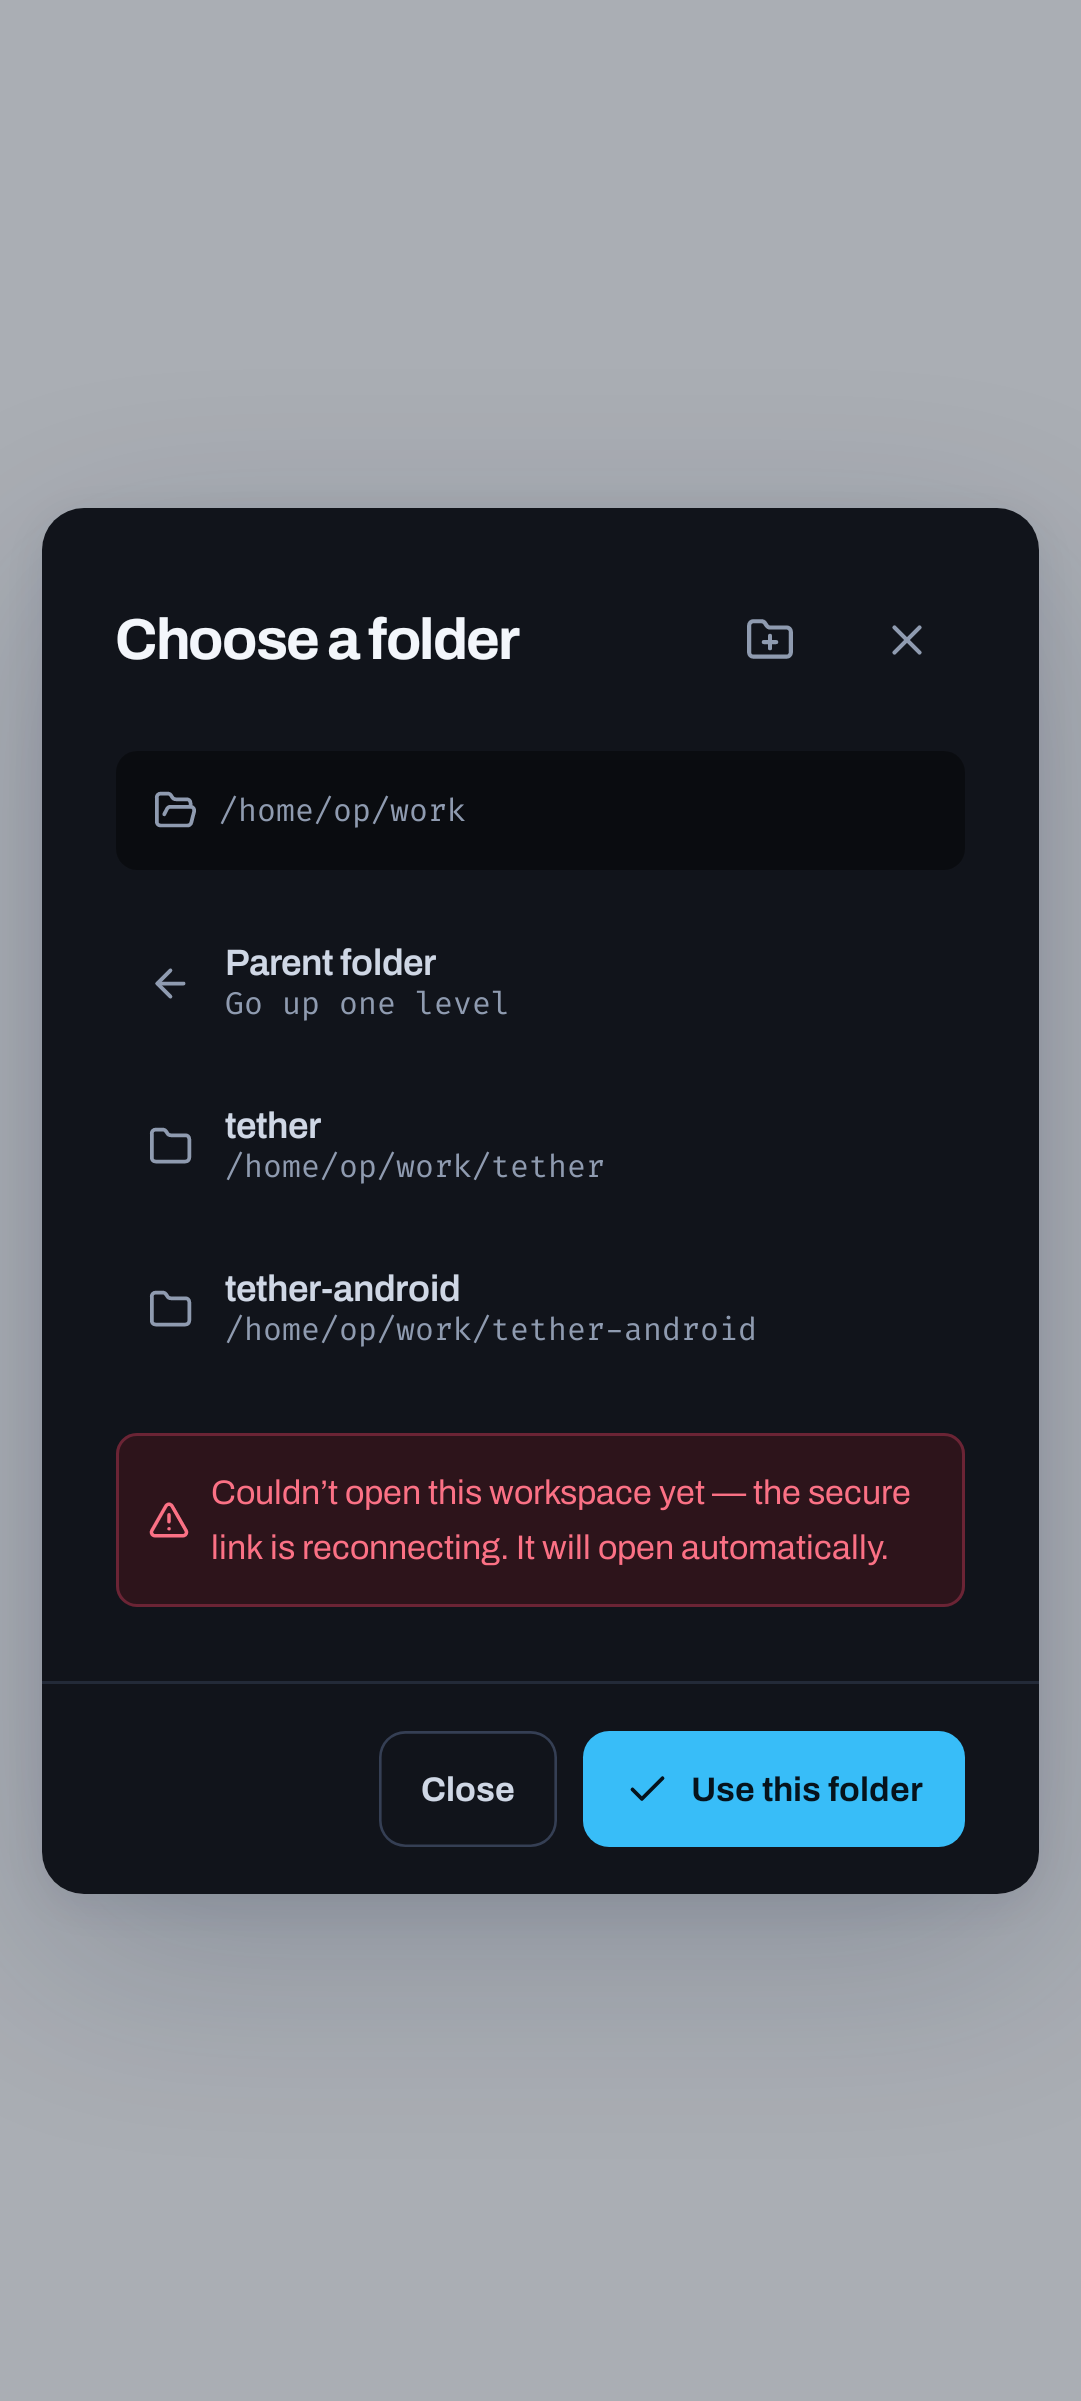 Choose a folder
/home/op/work
Parent folder
Go up one level
tether
/home/op/work/tether
tether-android
/home/op/work/tether-android
Couldn’t open this workspace yet — the secure
link is reconnecting. It will open automatically.
Close
Use this folder